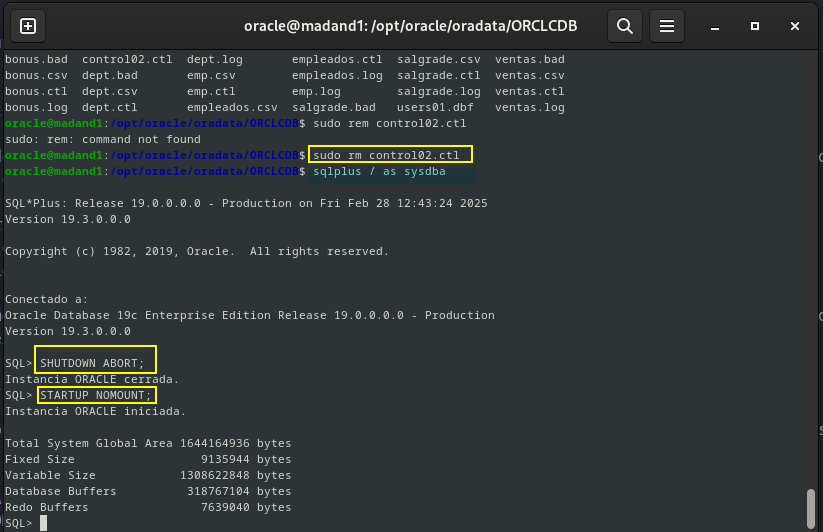 oracle@madand1: /opt/oracle/oradata/ORCLCDB
bonus.bad  control02.ctl  dept.log       empleados.ctl  salgrade.csv  ventas.bad
bonus.csv  dept.bad       emp.csv        empleados.log  salgrade.ctl  ventas.csv
bonus.ctl  dept.csv       emp.ctl        emp.log        salgrade.log  ventas.ctl
bonus.log  dept.ctl       empleados.csv  salgrade.bad   users01.dbf   ventas.log
oracle@madand1:/opt/oracle/oradata/ORCLCDB$ sudo rem control02.ctl
sudo: rem: command not found
oracle@madand1:/opt/oracle/oradata/ORCLCDB$ sudo rm control02.ctl
oracle@madand1:/opt/oracle/oradata/ORCLCDB$ sqlplus / as sysdba
SQL*Plus: Release 19.0.0.0.0 - Production on Fri Feb 28 12:43:24 2025
Version 19.3.0.0.0
Copyright (c) 1982, 2019, Oracle.  All rights reserved.
Conectado a:
Oracle Database 19c Enterprise Edition Release 19.0.0.0.0 - Production
Version 19.3.0.0.0
SQL> SHUTDOWN ABORT;
Instancia ORACLE cerrada.
SQL> STARTUP NOMOUNT;
Instancia ORACLE iniciada.
Total System Global Area 1644164936 bytes
Fixed Size                  9135944 bytes
Variable Size            1308622848 bytes
Database Buffers          318767104 bytes
Redo Buffers                7639040 bytes
SQL>